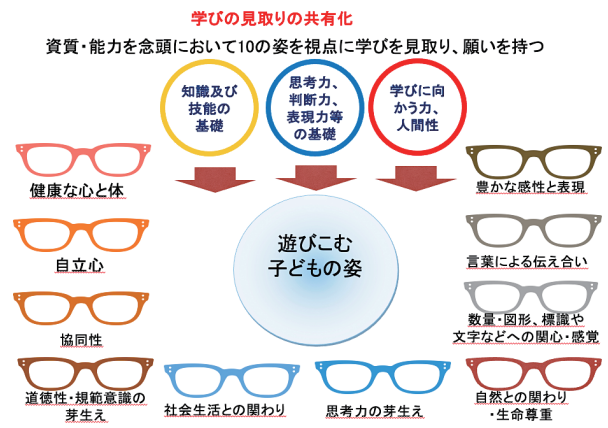 学びの見取りの共有化
資質・能力を念頭において10の姿を視点に学びを見取り、願いを持つ
知識及び
技能の
基礎
思考力、
判断力、
表現力等
の基礎
学びに向
かう力、
人間性
健康な心と体
自立心
協同性
道徳性・規範意識の
芽生え
社会生活との関わり
思考力の芽生え
遊びこむ
子どもの姿
豊かな感性と表現
言葉による伝え合い
数量・図形、標識や
文字などへの関心・感覚
自然との関わり
・生命尊重